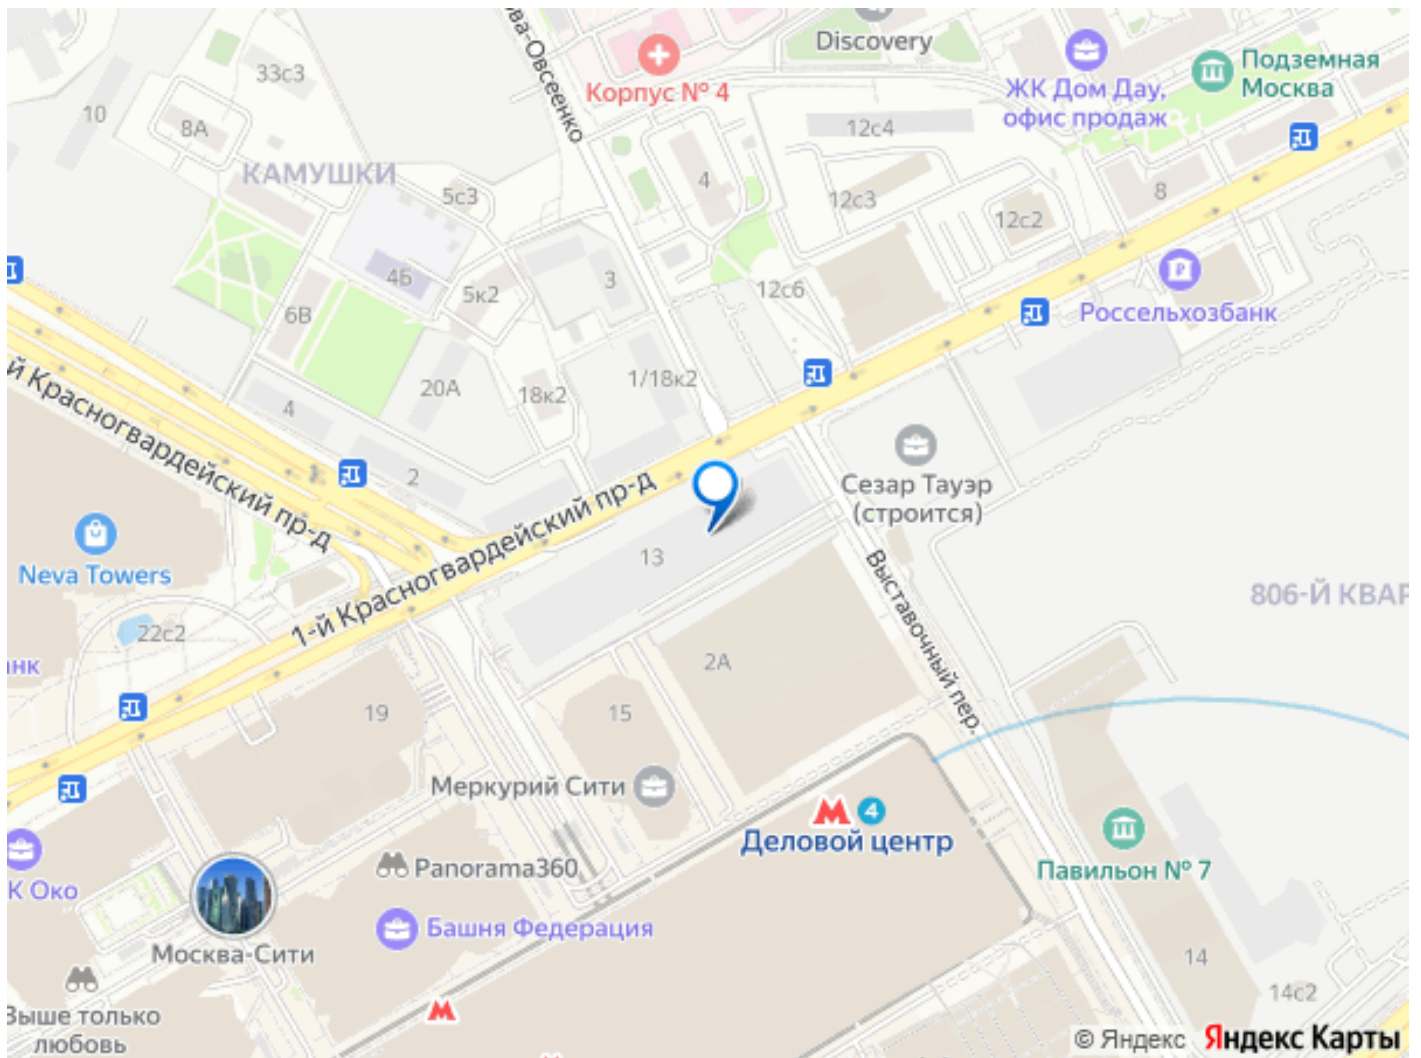 ва-Овсеенко
Discovery
Подземная
Москва
Корпус № 4
ЖК Дом Дау,
офис продаж
33с3
10
8А
КАМУШКИ
5с3
4
12с4
12с3
12с2
8
4Б
5к2
3
12с6
6В
Россельхозбанк
20А
18к2
1/18к2
4
2
й Красногвардейский пр-д
1-й Красногвардейский пр-д
Сезар Тауэр
(строится)
Neva Towers
13
Выставочный пер.
806-Й КВАР
22с2
нк
2А
19
15
Меркурий Сити
4
Деловой центр
Panorama360
Павильон № 7
К Око
Башня Федерация
Москва-Сити
14
14с2
Выше только
любовь
© Яндекс Яндекс Карты